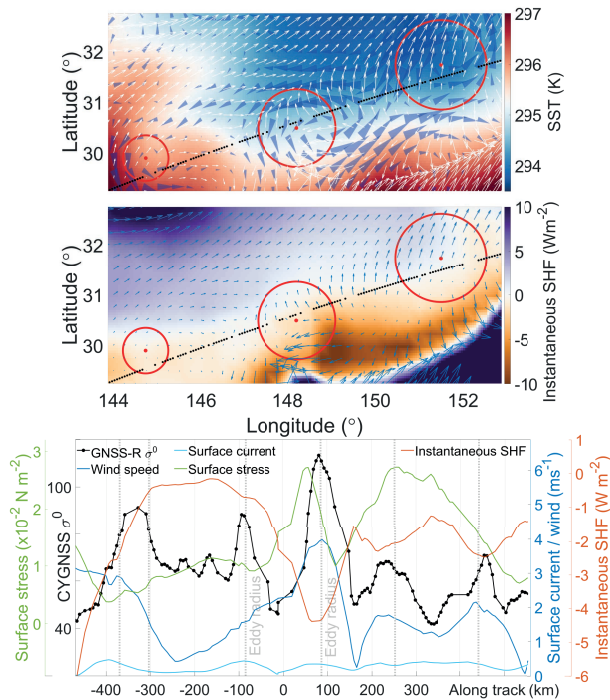 297
296
295
294
SST (K)
32
31
30
Latitude (°)
10
5
0
-5
-10
Instantaneous SHF (Wm-2)
32
31
30
Latitude (°)
144 146 148 150 152
Longitude (°)
GNSS-R σ0 Surface current Instantaneous SHF
Wind speed Surface stress
3
2
1
0
Surface stress (x10-2 N m-2)
100
40
CYGNSS σ0
Eddy radius
Eddy radius
6
5
4
3
2
1
0
Surface current / wind (ms-1)
1
0
-1
-2
-3
-4
-5
-6
Instantaneous SHF (W m-2)
-400 -300 -200 -100 0 100 200 300 Along track (km)